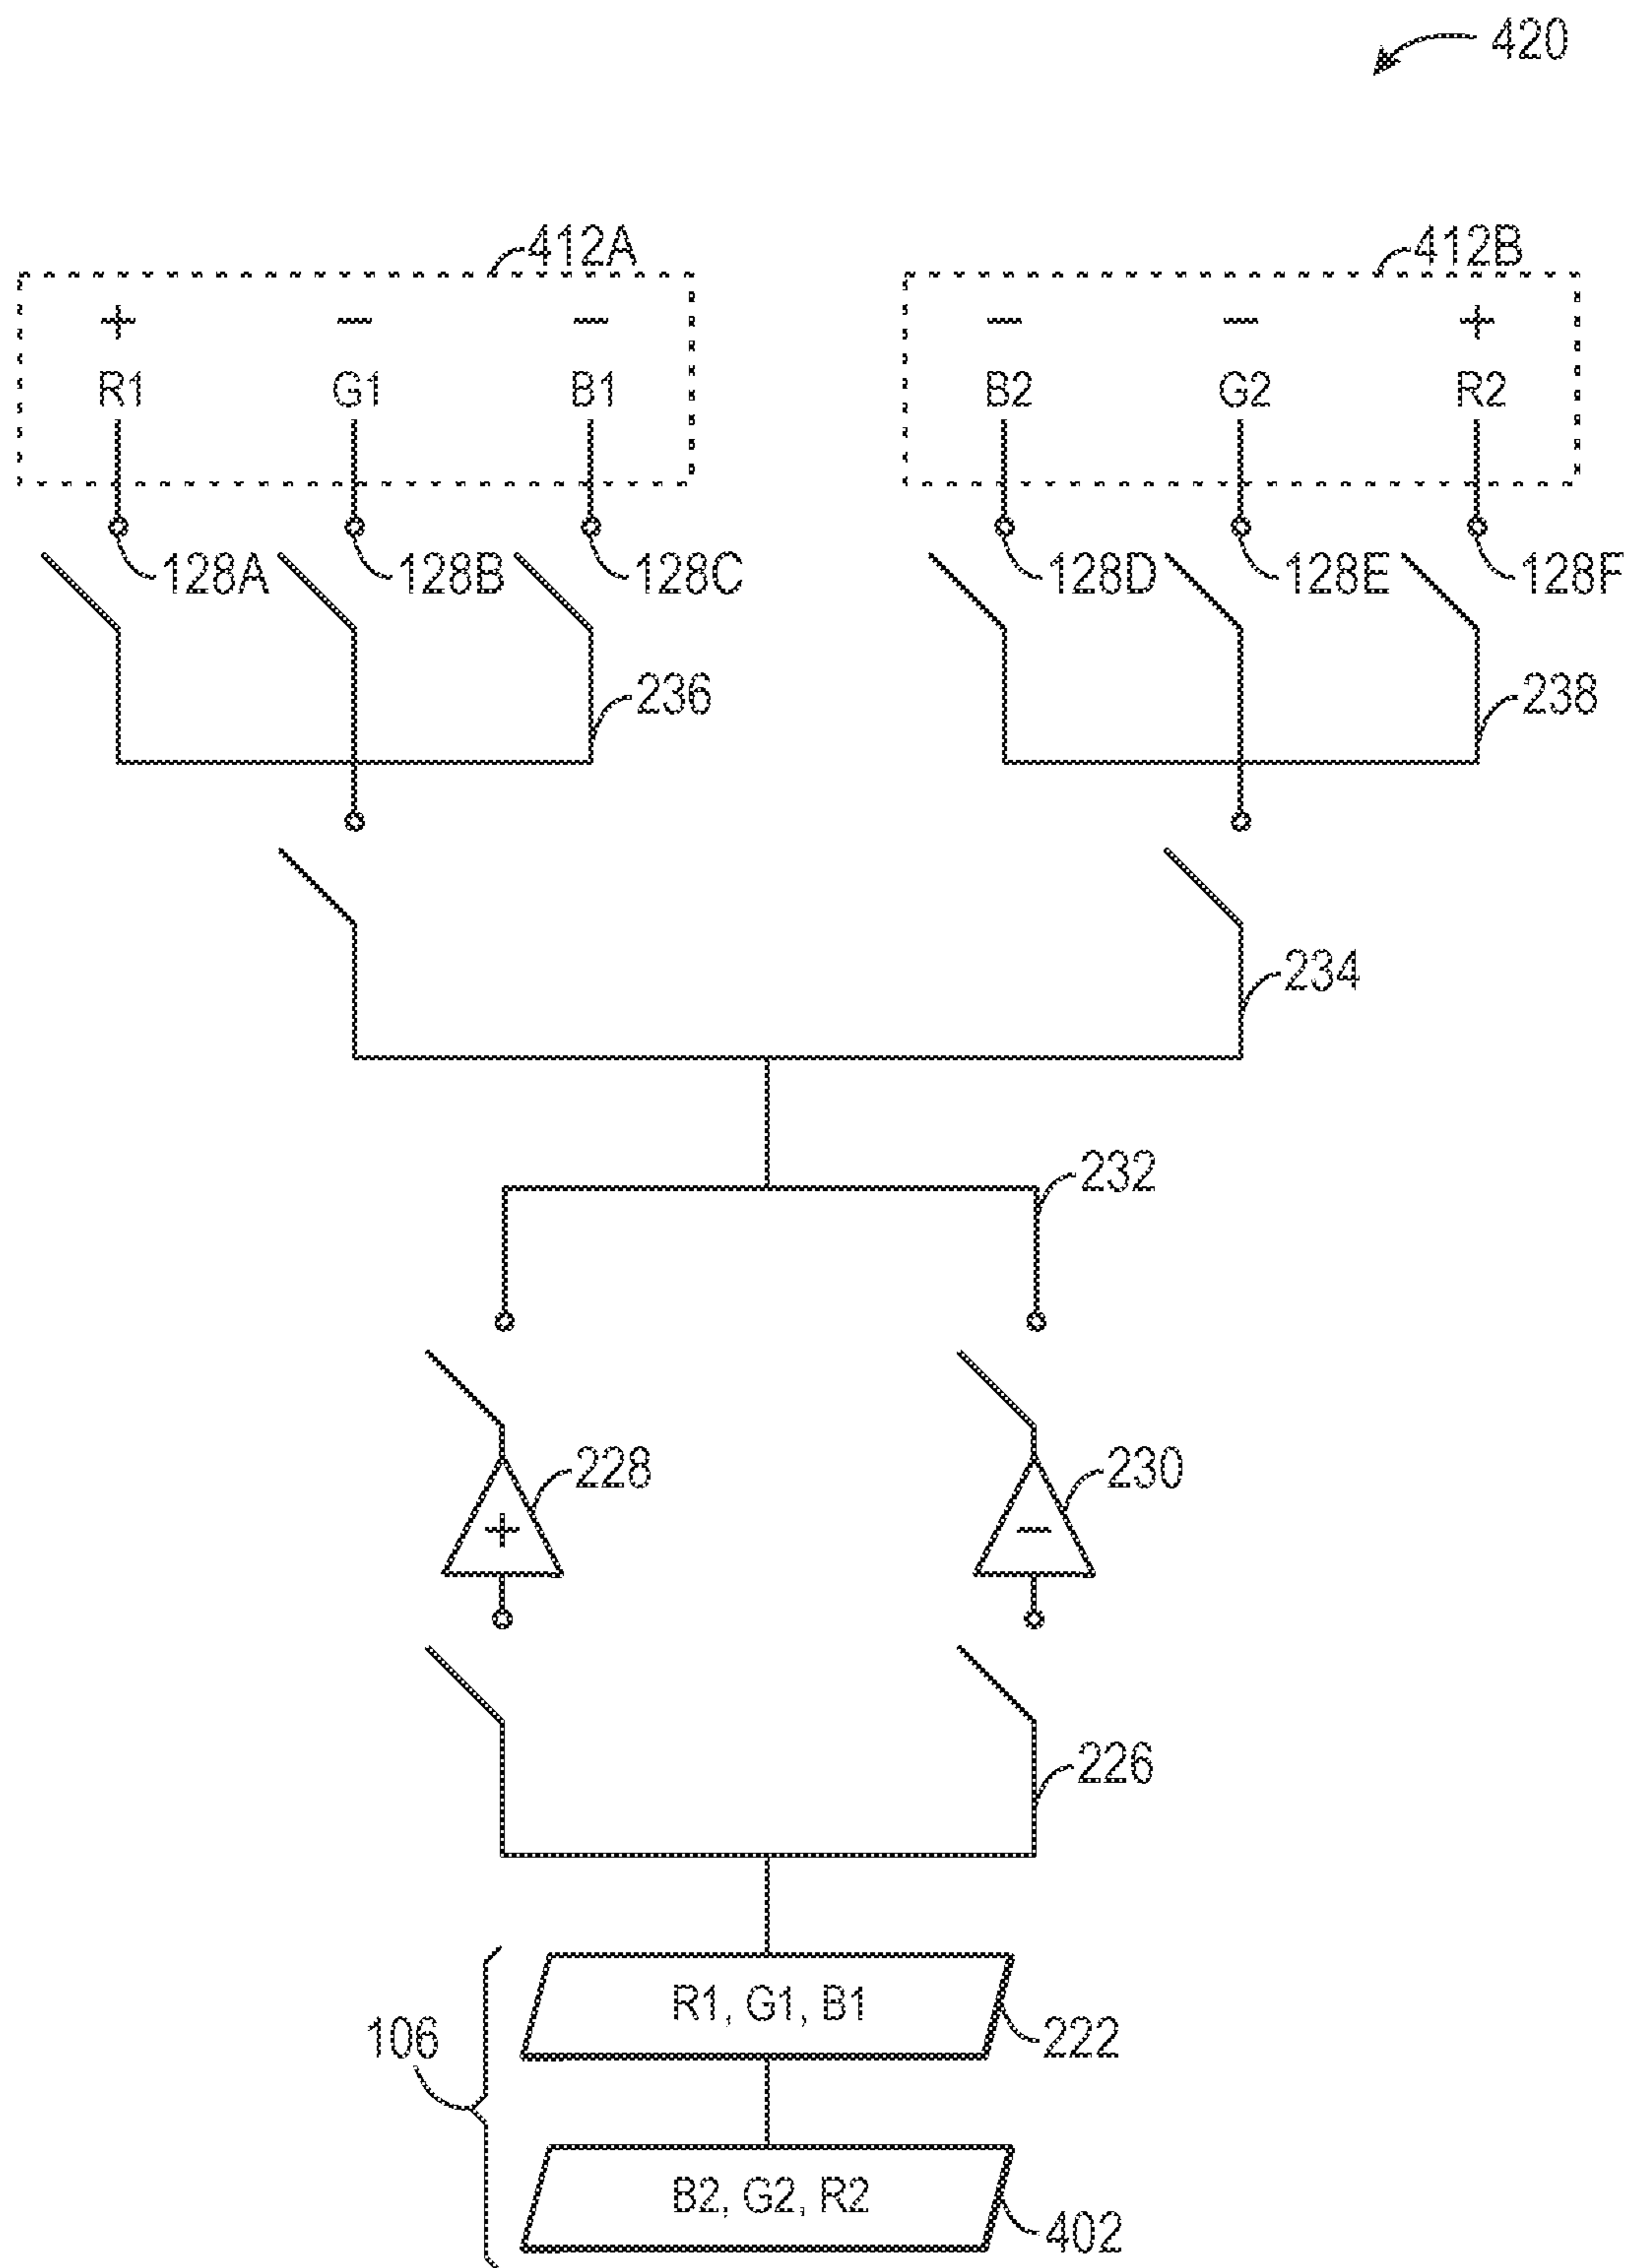 420
412A
412B
+ − −
− − +
R1 G1 B1
B2 G2 R2
128A 128B 128C
128D 128E 128F
236
238
234
232
228
230
+
−
226
R1, G1, B1
222
106
B2, G2, R2
402